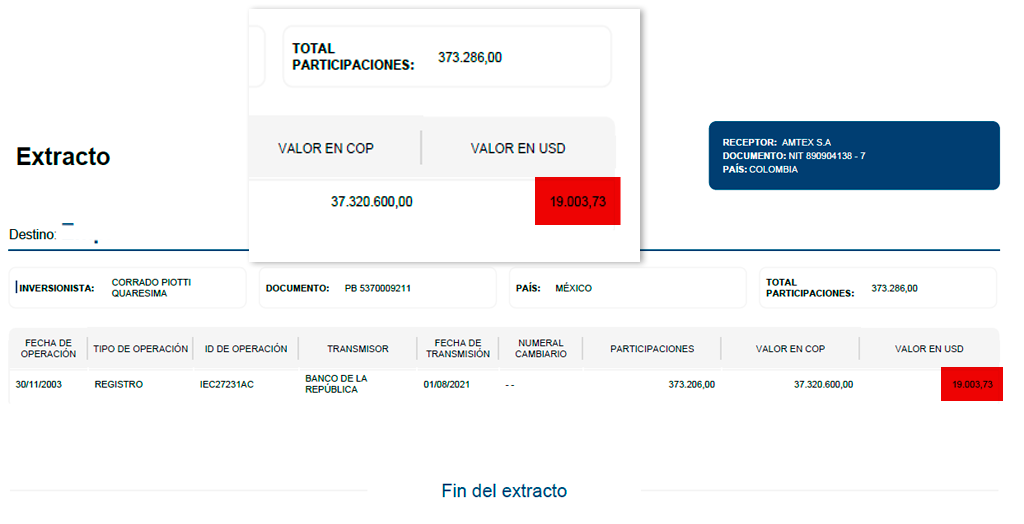 TOTAL
PARTICIPACIONES: 373.286,00
VALOR EN COP VALOR EN USD
37.320.600,00 19.003,73
Extracto
RECEPTOR: AMTEX S.A
DOCUMENTO: NIT 890904138 - 7
PAÍS: COLOMBIA
Destino:
INVERSIONISTA: CORRADO PIOTTI
QUARESIMA
DOCUMENTO: PB 5370009211
PAÍS: MÉXICO
TOTAL
PARTICIPACIONES: 373.286,00
FECHA DE
OPERACIÓN
TIPO DE OPERACIÓN
ID DE OPERACIÓN
TRANSMISOR
FECHA DE
TRANSMISIÓN
NUMERAL
CAMBIARIO
PARTICIPACIONES
VALOR EN COP
VALOR EN USD
30/11/2003
REGISTRO
IEC27231AC
BANCO DE LA
REPÚBLICA
01/08/2021
- -
373.206,00
37.320.600,00
19.003,73
Fin del extracto